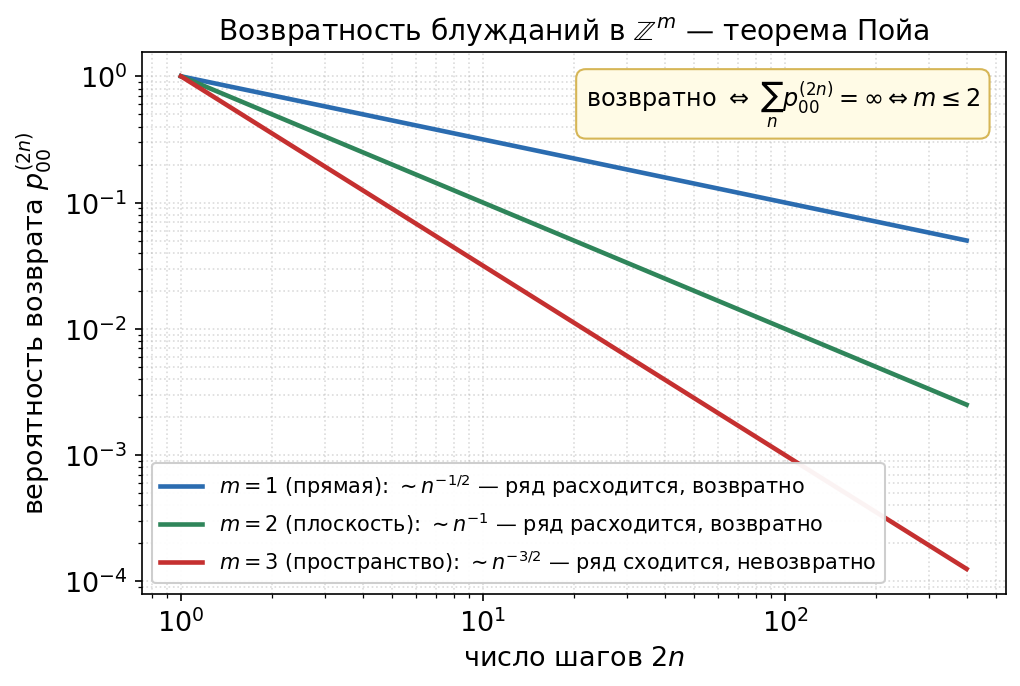 Возвратность блужданий в ℤ^m — теорема Пойа
возвратно ⇔ ∑_n p_00^(2n) = ∞ ⇔ m ≤ 2
вероятность возврата p_00^(2n)
10^0
10^-1
10^-2
10^-3
10^-4
m = 1 (прямая): ~n^-1/2 — ряд расходится, возвратно
m = 2 (плоскость): ~n^-1 — ряд расходится, возвратно
m = 3 (пространство): ~n^-3/2 — ряд сходится, невозвратно
10^0 10^1 10^2
число шагов 2n